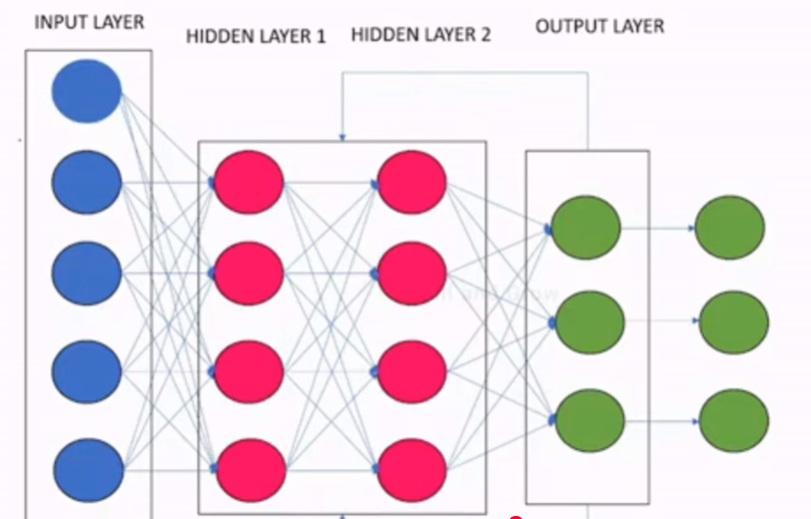 INPUT LAYER
HIDDEN LAYER 1
HIDDEN LAYER 2
OUTPUT LAYER